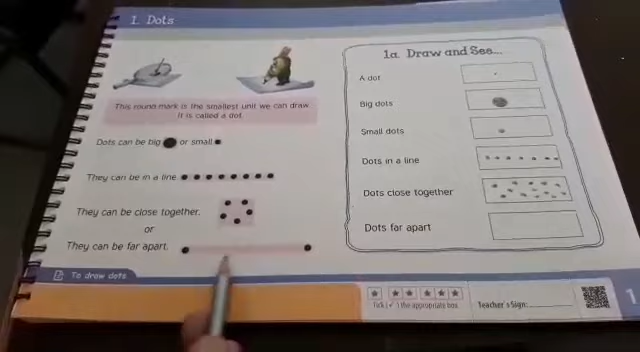 1. Dots
This round mark is the smallest unit we can draw
It is called a dot.
Dots can be big or small
They can be in a line
They can be close together.
or
They can be far apart.
To draw dots
1a. Draw and See...
A dot
Big dots
Small dots
Dots in a line
Dots close together
Dots far apart
Tick (✓) the appropriate box.
Teacher's Sign:
1